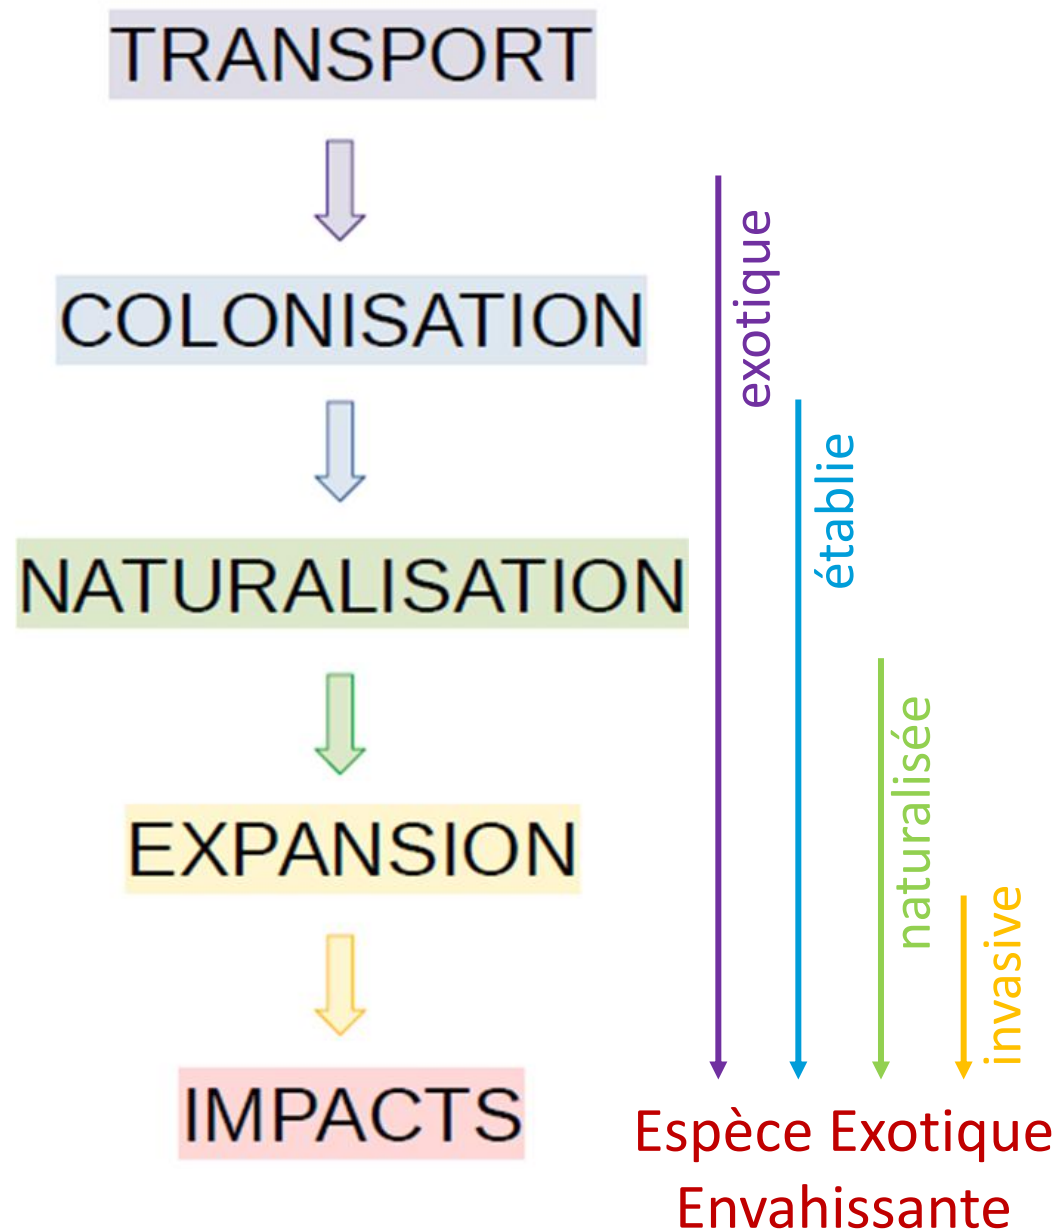 TRANSPORT
COLONISATION
NATURALISATION
EXPANSION
IMPACTS
exotique
établie
naturalisée
invasive
Espèce Exotique
Envahissante